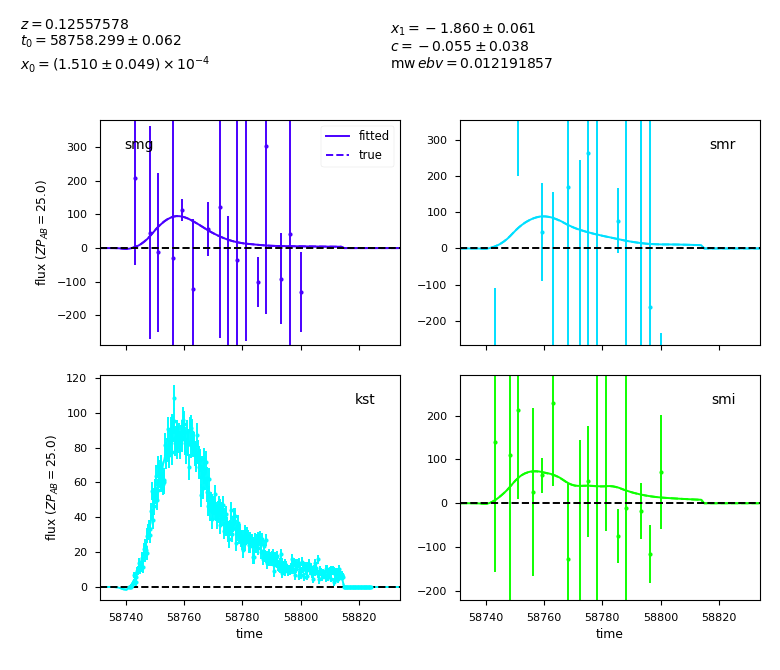 z = 0.12557578
t₀ = 58758.299 ± 0.062
x₀ = (1.510 ± 0.049) × 10⁻⁴
x₁ = −1.860 ± 0.061
c = −0.055 ± 0.038
mw ebv = 0.012191857
smg
fitted
true
300
200
100
0
−100
−200
flux (ZP_AB = 25.0)
smr
300
200
100
0
−100
−200
kst
120
100
80
60
40
20
0
flux (ZP_AB = 25.0)
58740 58760 58780 58800 58820
time
smi
200
100
0
−100
−200
58740 58760 58780 58800 58820
time